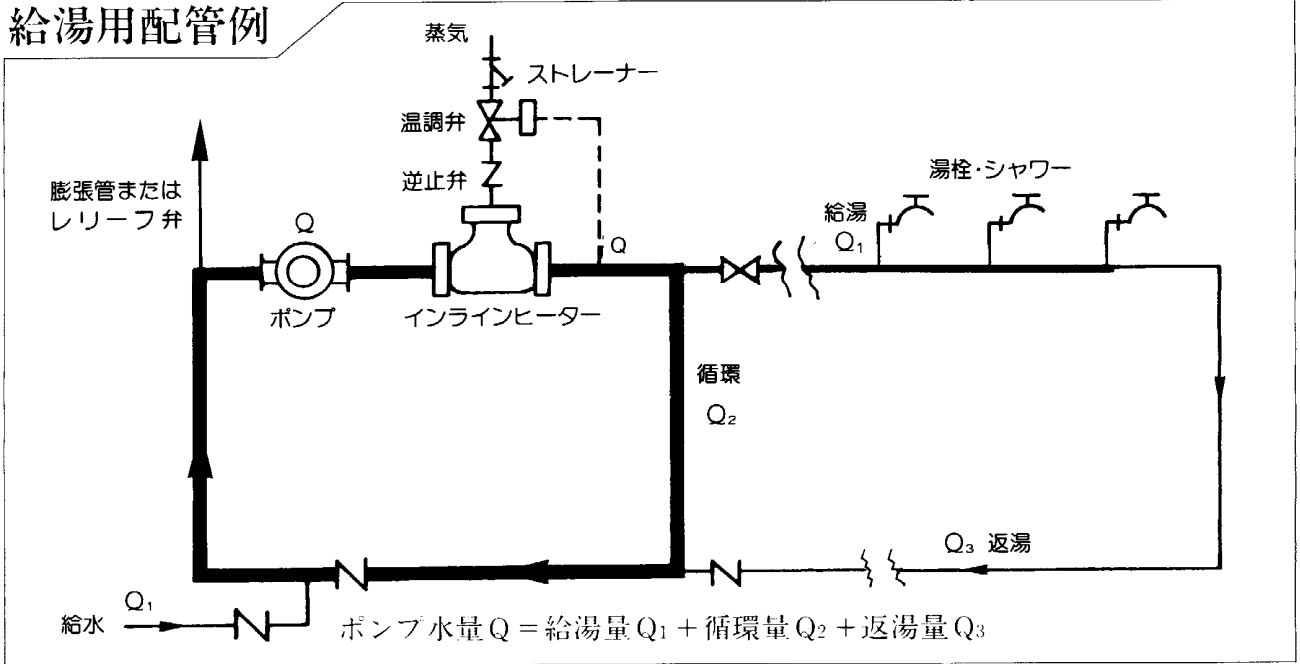 給湯用配管例
蒸気
ストレーナー
温調弁
逆止弁
膨張管または
レリーフ弁
Q
ポンプ
インラインヒーター
Q
給湯
Q₁
湯栓・シャワー
循環
Q₂
Q₃ 返湯
給水
Q₁
ポンプ水量Q＝給湯量Q₁＋循環量Q₂＋返湯量Q₃